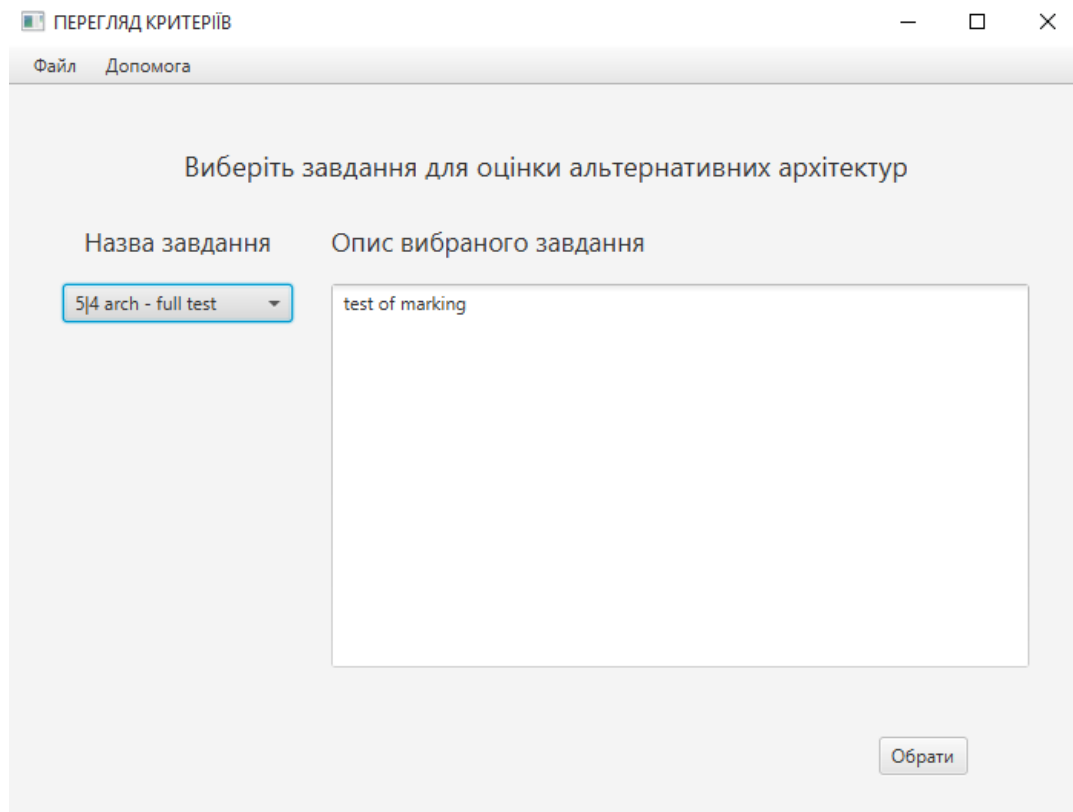 ПЕРЕГЛЯД КРИТЕРІЇВ
Файл Допомога
Виберіть завдання для оцінки альтернативних архітектур
Назва завдання Опис вибраного завдання
5|4 arch - full test test of marking
Обрати